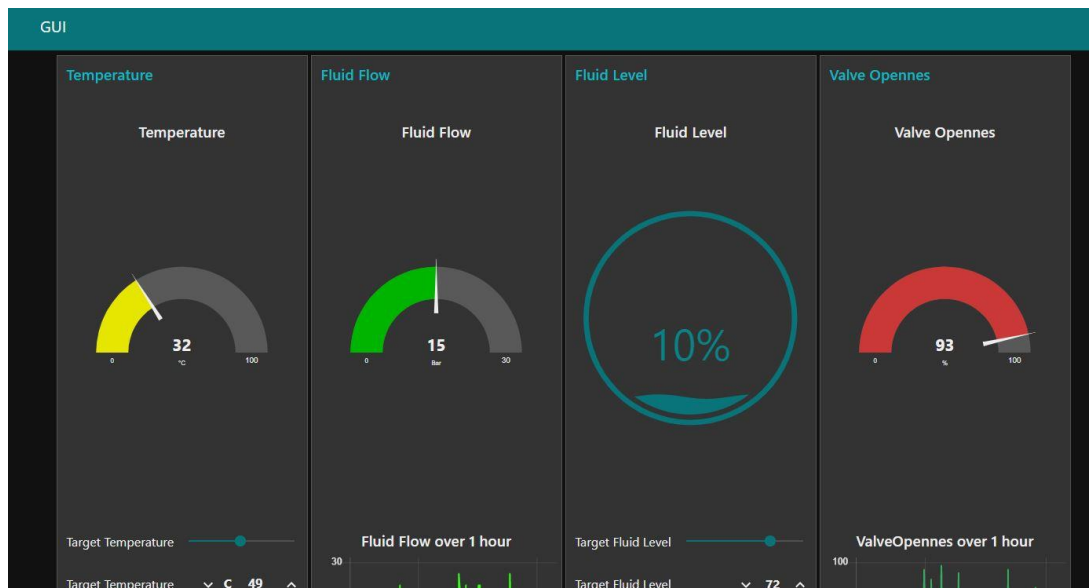 GUI
Temperature
Temperature
32
°C
0
100
Target Temperature
Target Temperature
C 49
Fluid Flow
Fluid Flow
15
Bar
0
30
Fluid Flow over 1 hour
30
Fluid Level
Fluid Level
10%
Target Fluid Level
Target Fluid Level
72
Valve Opennes
Valve Opennes
93
%
0
100
ValveOpennes over 1 hour
100